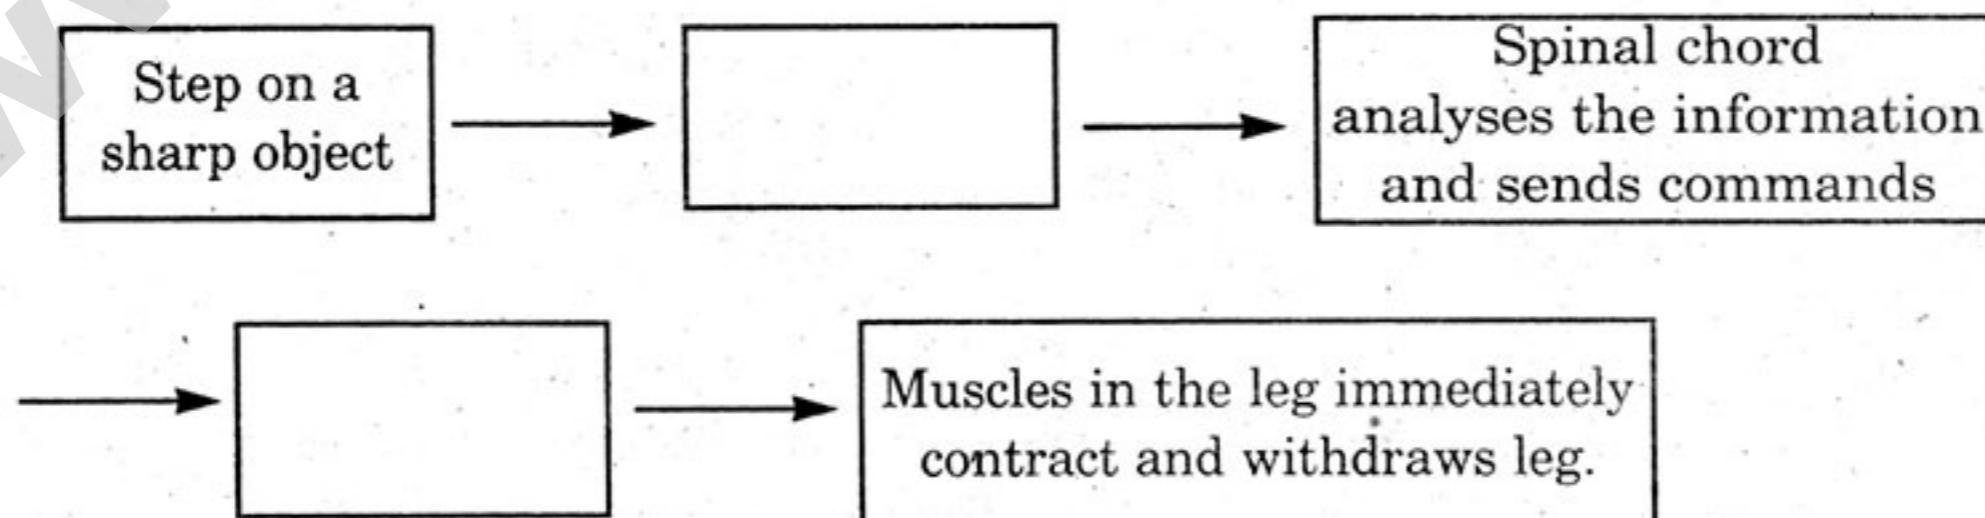 Step on a
sharp object
Spinal chord
analyses the information
and sends commands
Muscles in the leg immediately
contract and withdraws leg.